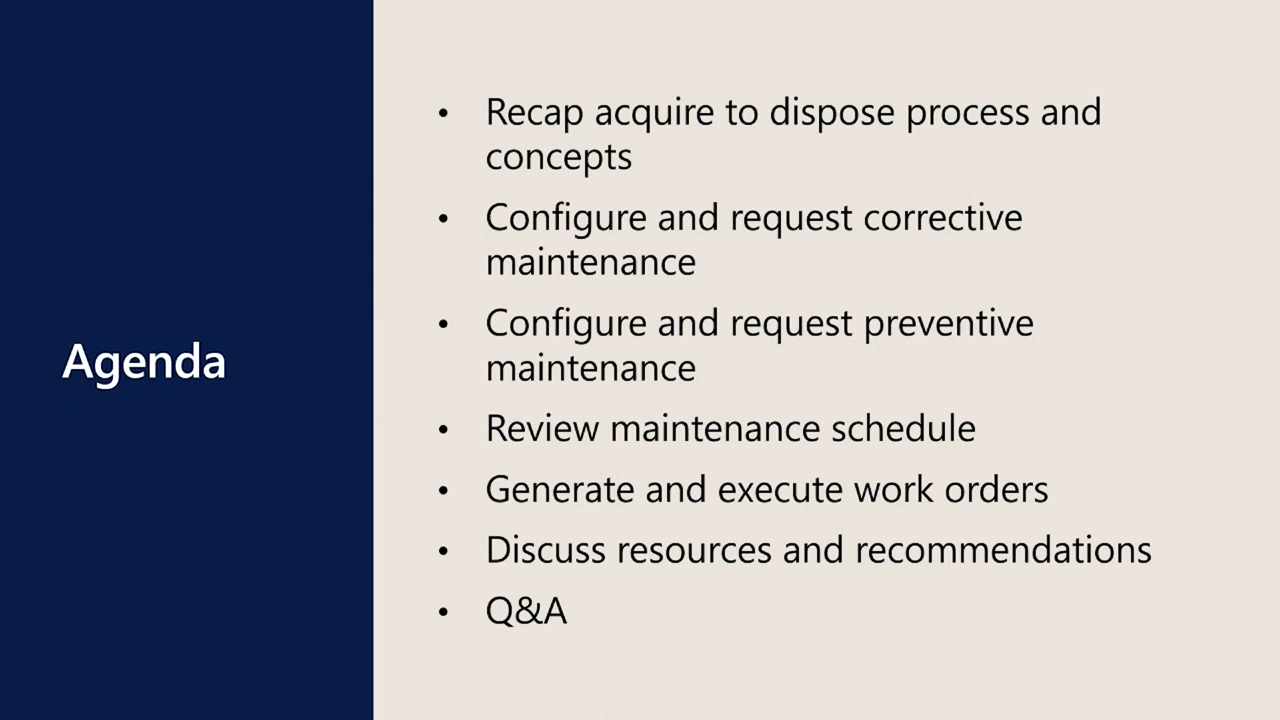 Agenda
• Recap acquire to dispose process and
concepts
• Configure and request corrective
maintenance
• Configure and request preventive
maintenance
• Review maintenance schedule
• Generate and execute work orders
• Discuss resources and recommendations
• Q&A